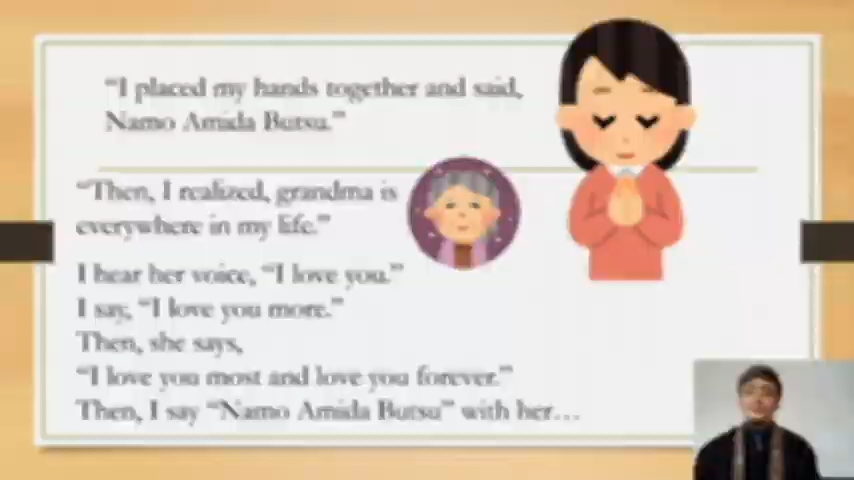 “I placed my hands together and said,
Namo Amida Butsu.”
“Then, I realized, grandma is
everywhere in my life.”
I hear her voice, “I love you.”
I say, “I love you more.”
Then, she says,
“I love you most and love you forever.”
Then, I say “Namo Amida Butsu” with her…